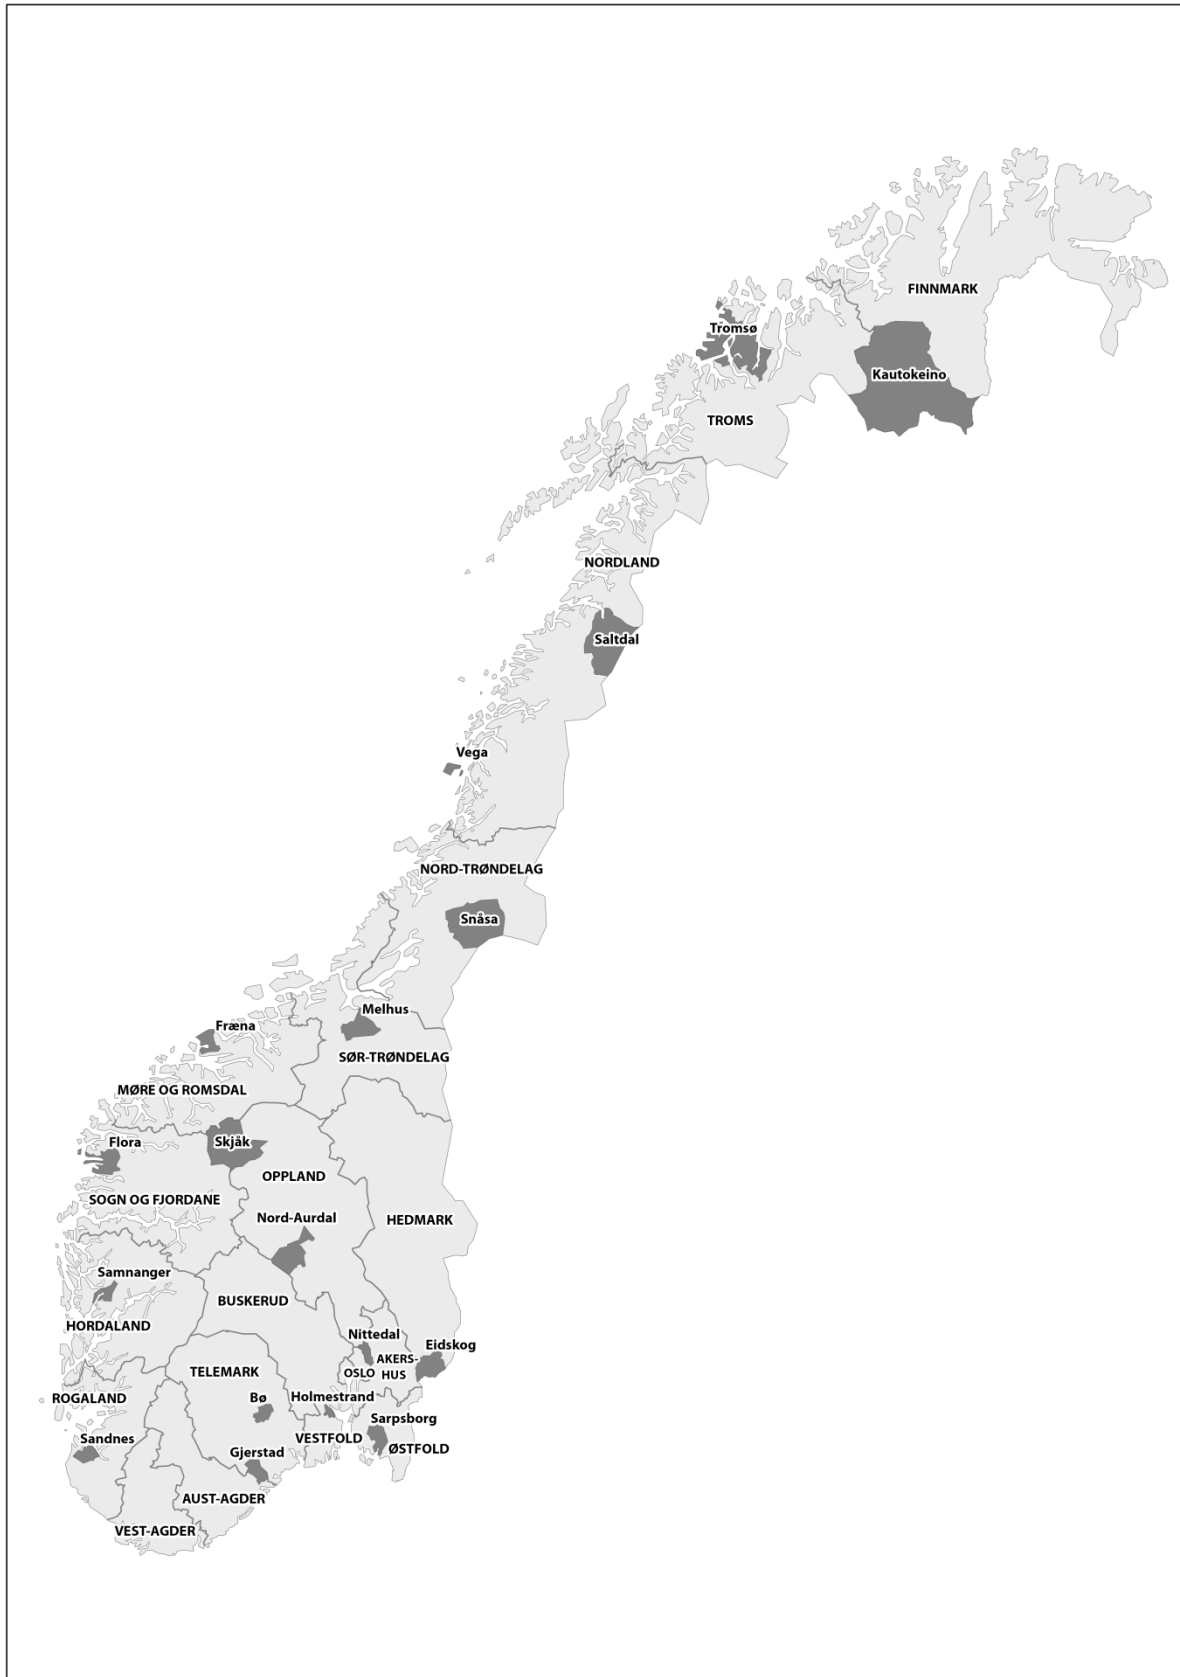 FINNMARK
Tromsø
Kautokeino
TROMS
NORDLAND
Saltdal
Vega
NORD-TRØNDELAG
Snåsa
Melhus
Fræna
SØR-TRØNDELAG
MØRE OG ROMSDAL
Flora
Skjåk
OPPLAND
SOGN OG FJORDANE
Nord-Aurdal
HEDMARK
Samnanger
BUSKERUD
HORDALAND
Nittedal
Eidskog
AKERS-
HUS
OSLO
TELEMARK
ROGALAND
Bø
Holmestrand
Sarpsborg
VESTFOLD
Sandnes
ØSTFOLD
Gjerstad
AUST-AGDER
VEST-AGDER